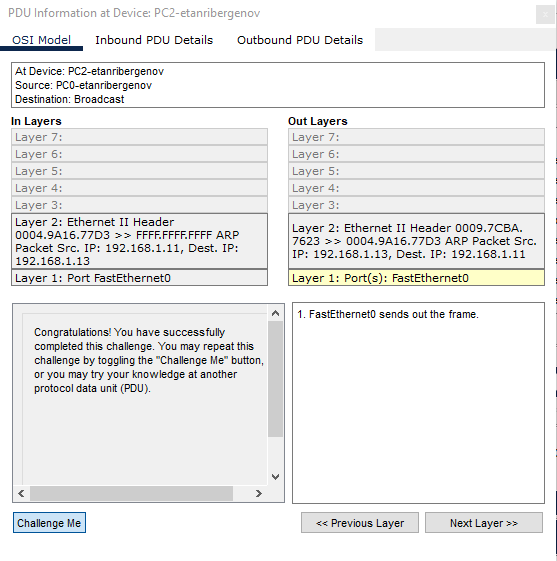 PDU Information at Device: PC2-etanribergenov
x
OSI Model Inbound PDU Details Outbound PDU Details
At Device: PC2-etanribergenov
Source: PC0-etanribergenov
Destination: Broadcast
In Layers
Layer 7:
Layer 6:
Layer 5:
Layer 4:
Layer 3:
Layer 2: Ethernet II Header
0004.9A16.77D3 >> FFFF.FFFF.FFFF ARP
Packet Src. IP: 192.168.1.11, Dest. IP:
192.168.1.13
Layer 1: Port FastEthernet0
Out Layers
Layer 7:
Layer 6:
Layer 5:
Layer 4:
Layer 3:
Layer 2: Ethernet II Header 0009.7CBA.
7623 >> 0004.9A16.77D3 ARP Packet Src.
IP: 192.168.1.13, Dest. IP: 192.168.1.11
Layer 1: Port(s): FastEthernet0
Congratulations! You have successfully
completed this challenge. You may repeat this
challenge by toggling the "Challenge Me" button,
or you may try your knowledge at another
protocol data unit (PDU).
1. FastEthernet0 sends out the frame.
Challenge Me
<< Previous Layer
Next Layer >>